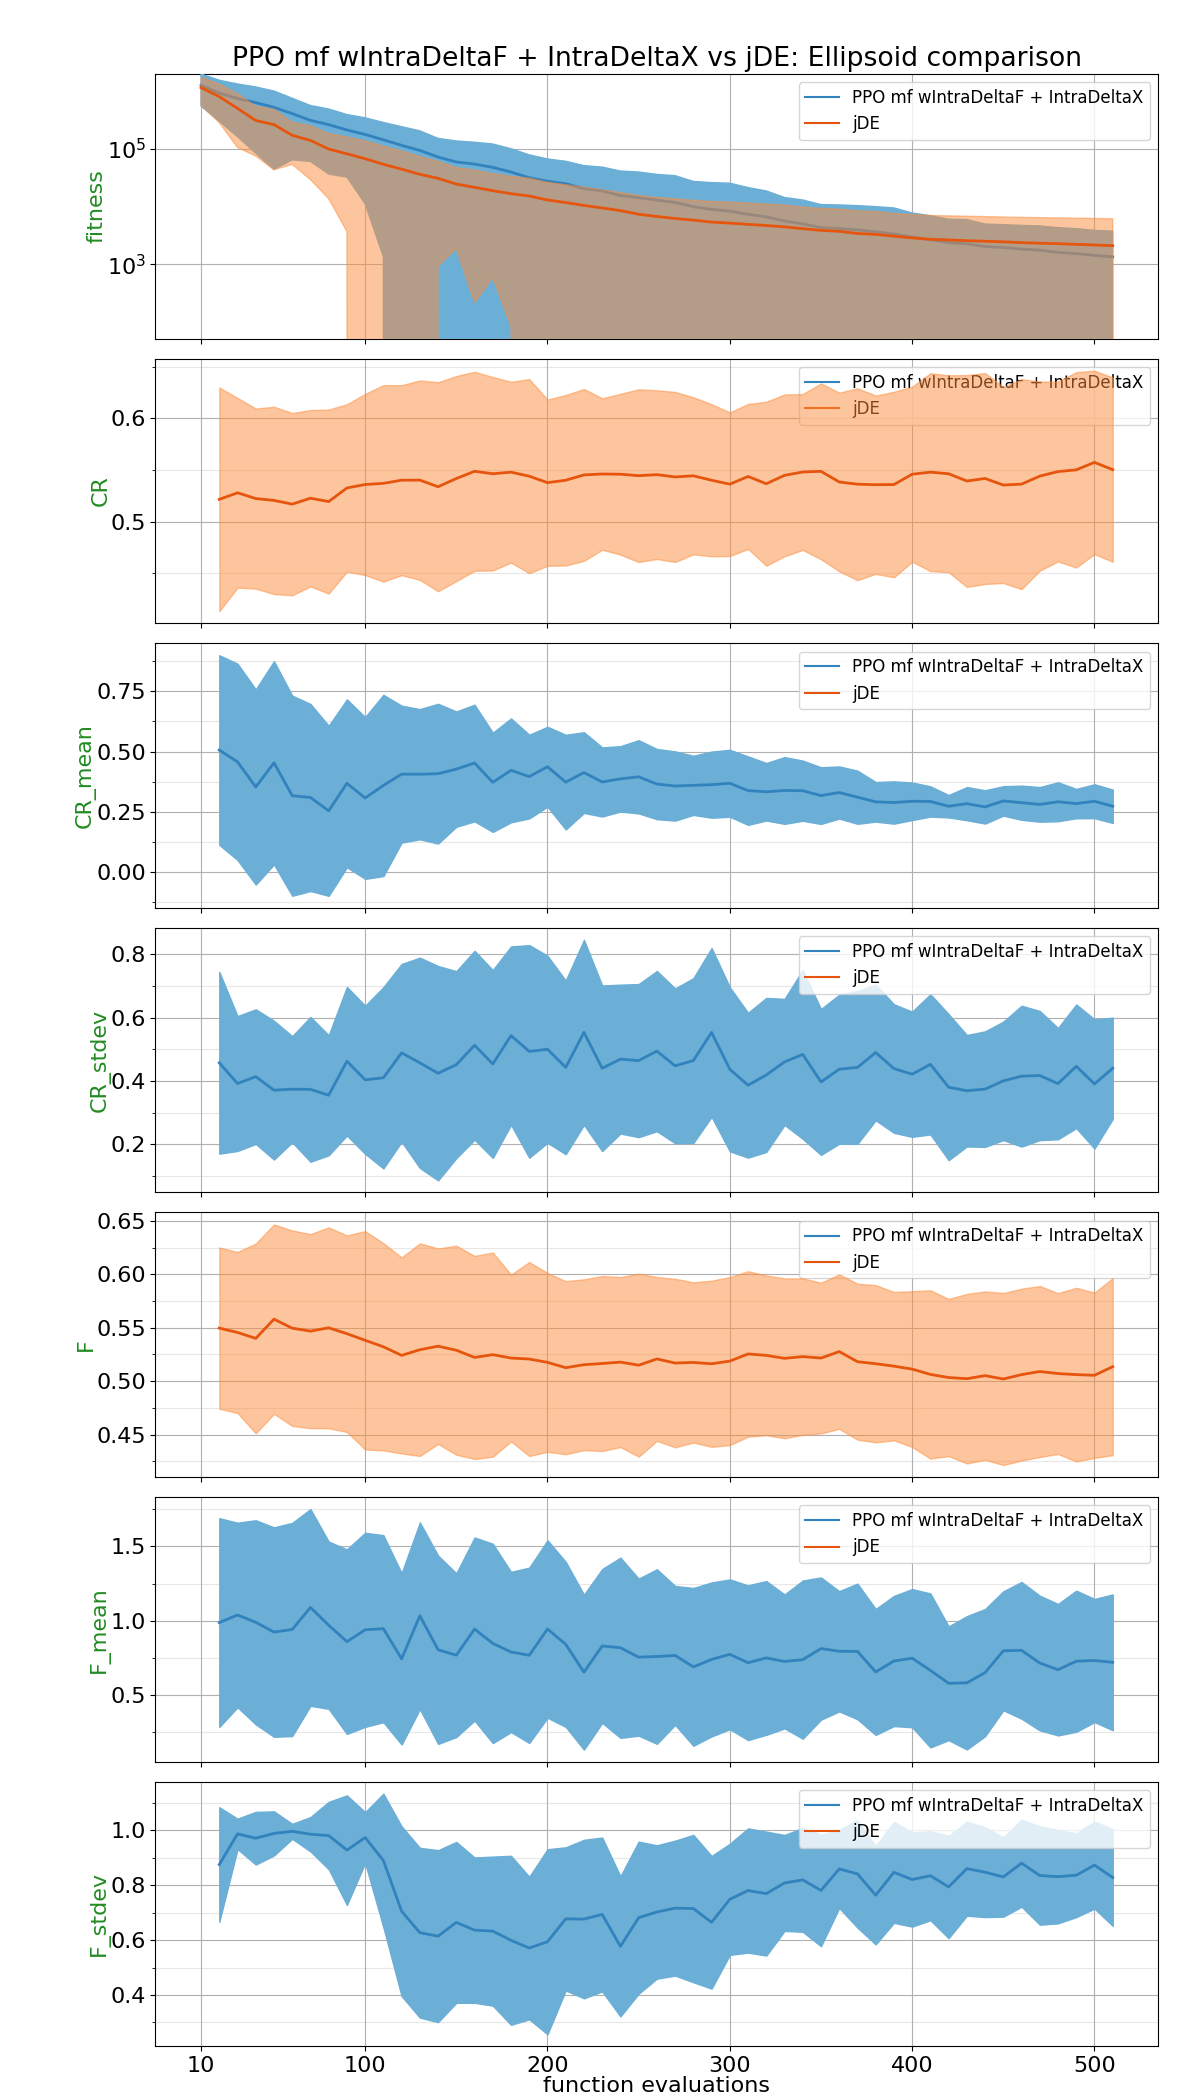 PPO mf wIntraDeltaF + IntraDeltaX vs jDE: Ellipsoid comparison
PPO mf wIntraDeltaF + IntraDeltaX
jDE
10^5
10^3
fitness
PPO mf wIntraDeltaF + IntraDeltaX
jDE
0.6
0.5
CR
PPO mf wIntraDeltaF + IntraDeltaX
jDE
0.75
0.50
0.25
0.00
CR_mean
PPO mf wIntraDeltaF + IntraDeltaX
jDE
0.8
0.6
0.4
0.2
CR_stdev
PPO mf wIntraDeltaF + IntraDeltaX
jDE
0.65
0.60
0.55
0.50
0.45
F
PPO mf wIntraDeltaF + IntraDeltaX
jDE
1.5
1.0
0.5
F_mean
PPO mf wIntraDeltaF + IntraDeltaX
jDE
1.0
0.8
0.6
0.4
F_stdev
10 100 200 300 400 500
function evaluations